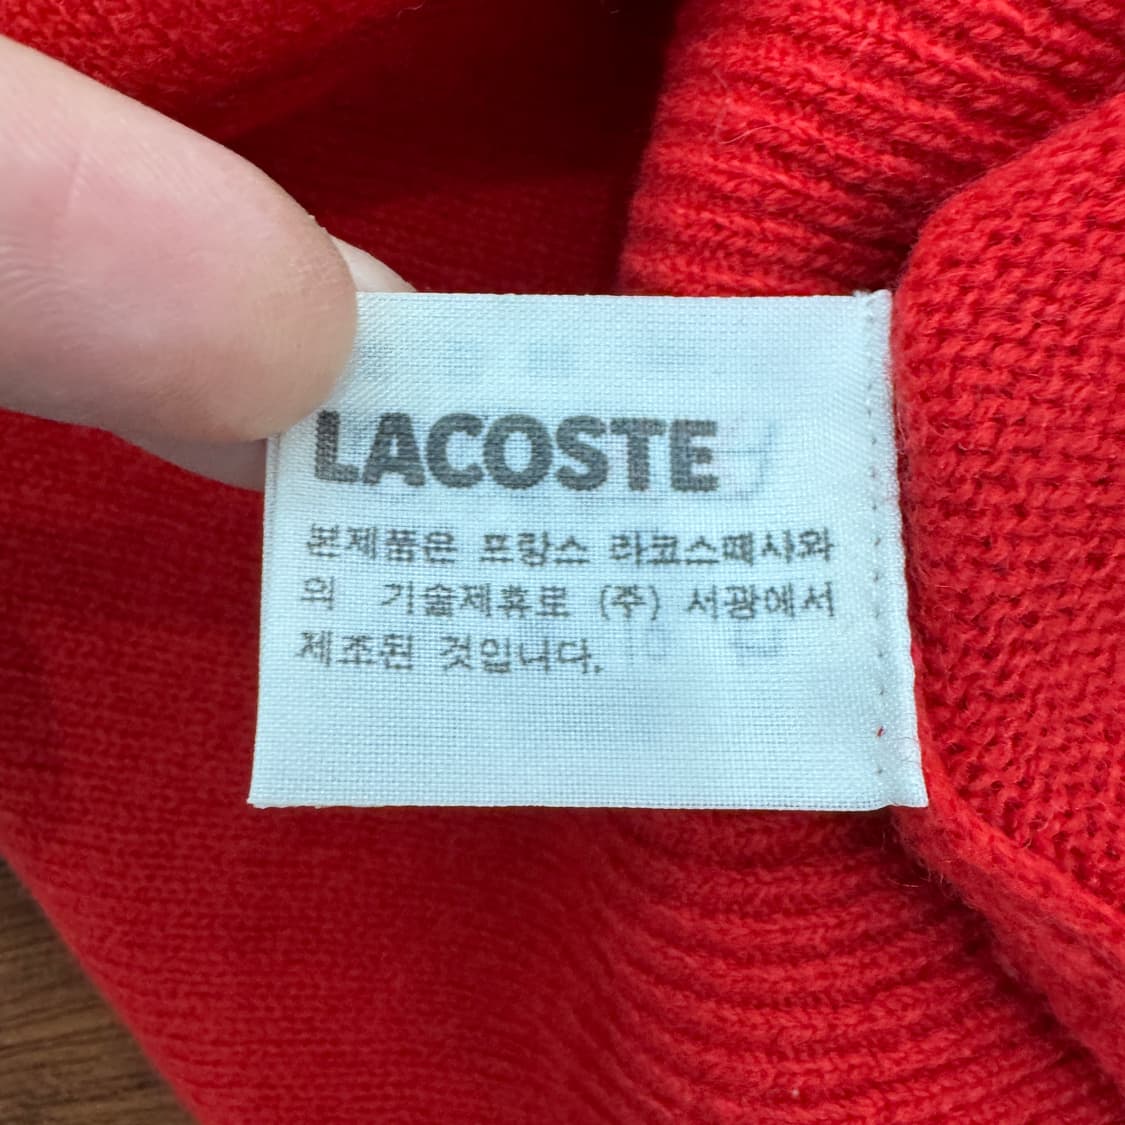 LACOSTE
본제품은 프랑스 라코스떼사와
의 기술제휴로 (주) 서광에서
제조된 것입니다.